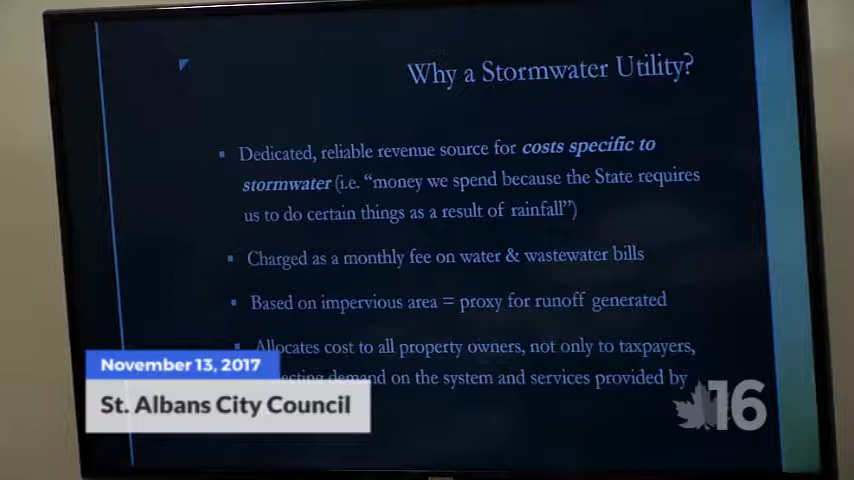 Why a Stormwater Utility?
Dedicated, reliable revenue source for costs specific to
stormwater (i.e. "money we spend because the State requires
us to do certain things as a result of rainfall")
Charged as a monthly fee on water & wastewater bills
Based on impervious area = proxy for runoff generated
Allocates cost to all property owners, not only to taxpayers,
demand on the system and services provided by
November 13, 2017
St. Albans City Council
16